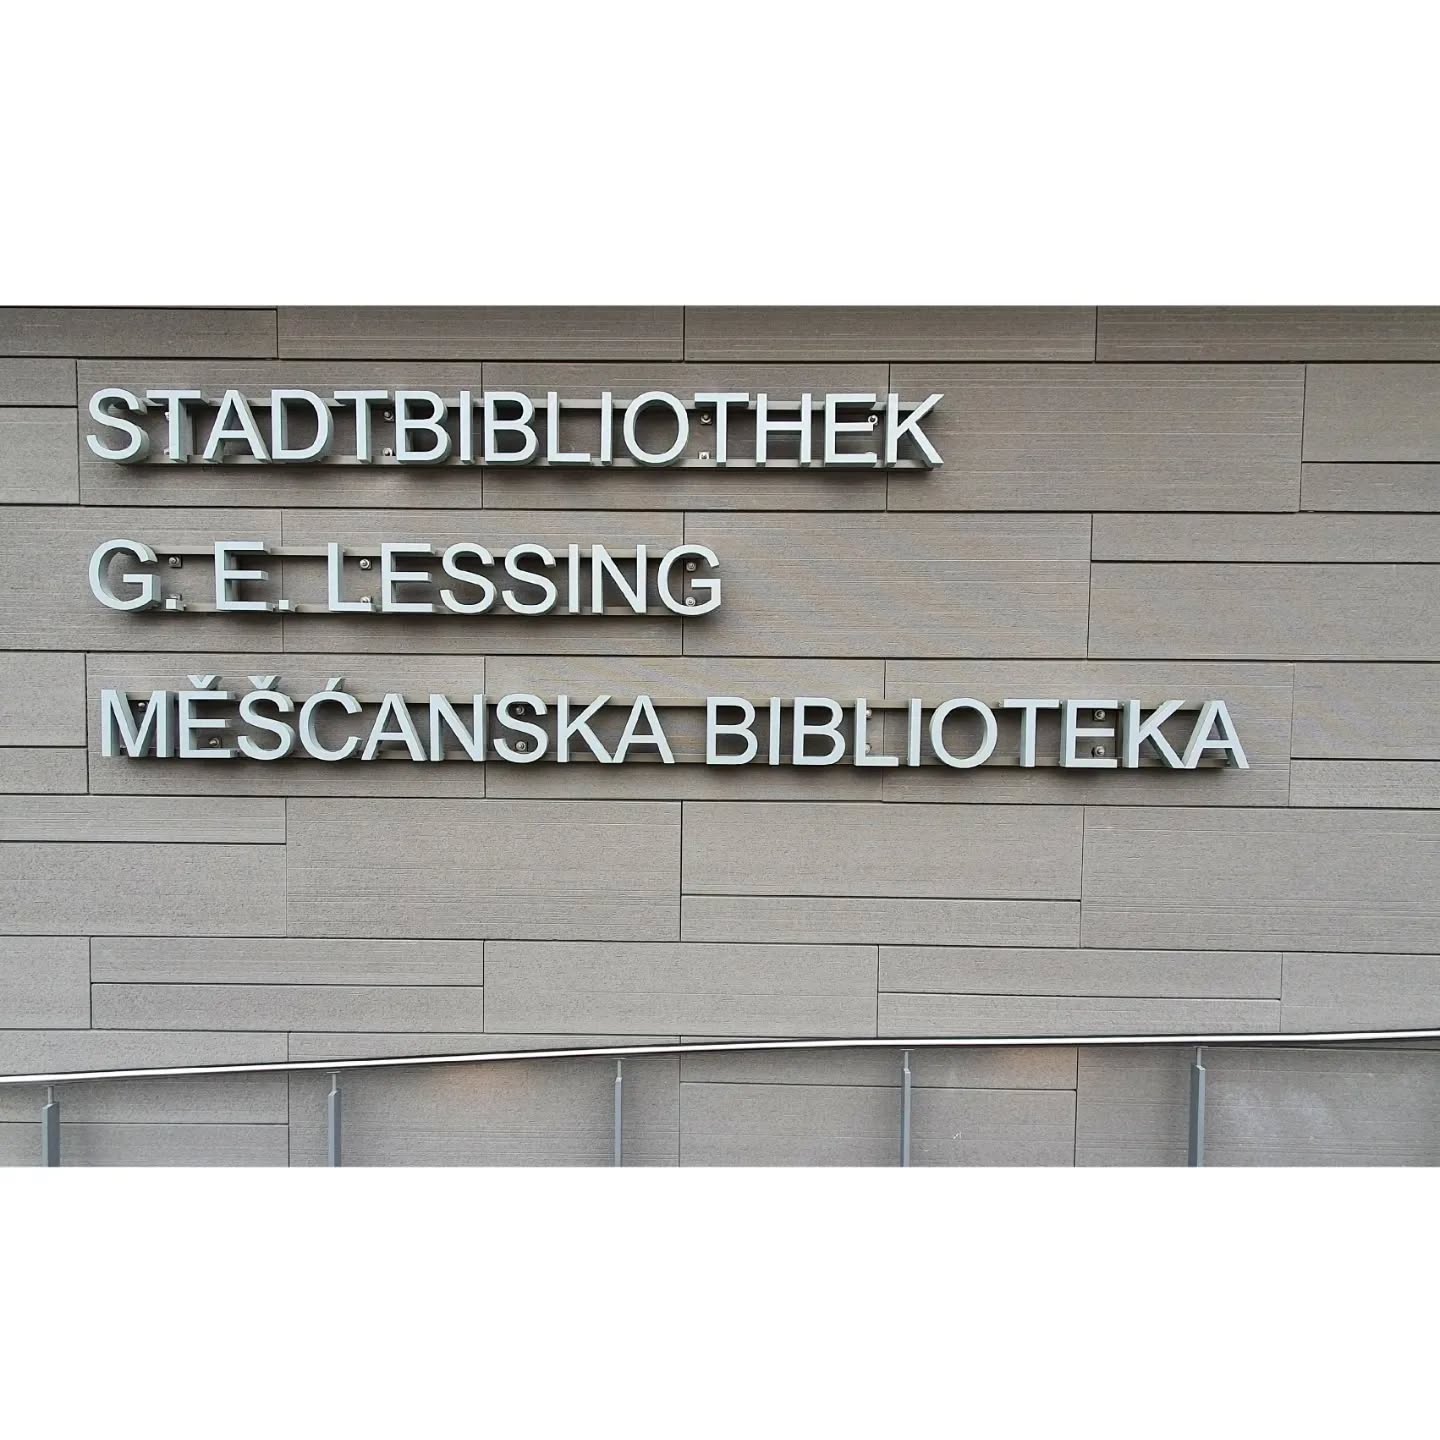 STADTBIBLIOTHEK
G. E. LESSING
MĚŠĆANSKA BIBLIOTEKA